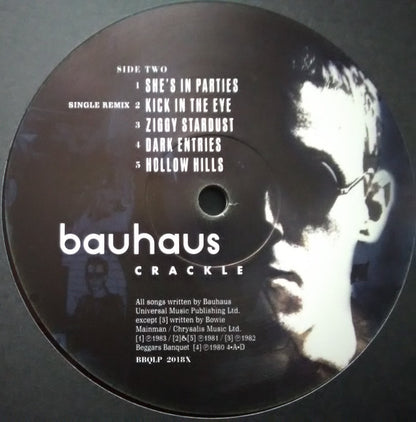 SIDE TWO
1 SHE'S IN PARTIES
SINGLE REMIX 2 KICK IN THE EYE
3 ZIGGY STARDUST
4 DARK ENTRIES
5 HOLLOW HILLS
bauhaus
CRACKLE
All songs written by Bauhaus
Universal Music Publishing Ltd.
except [3] written by Bowie
Mainman / Chrysalis Music Ltd.
[1] ℗1983 / [2]&[5] ℗1981 / [3] ℗1982
Beggars Banquet [4] ℗1980 4•A•D
BBQLP 2018X